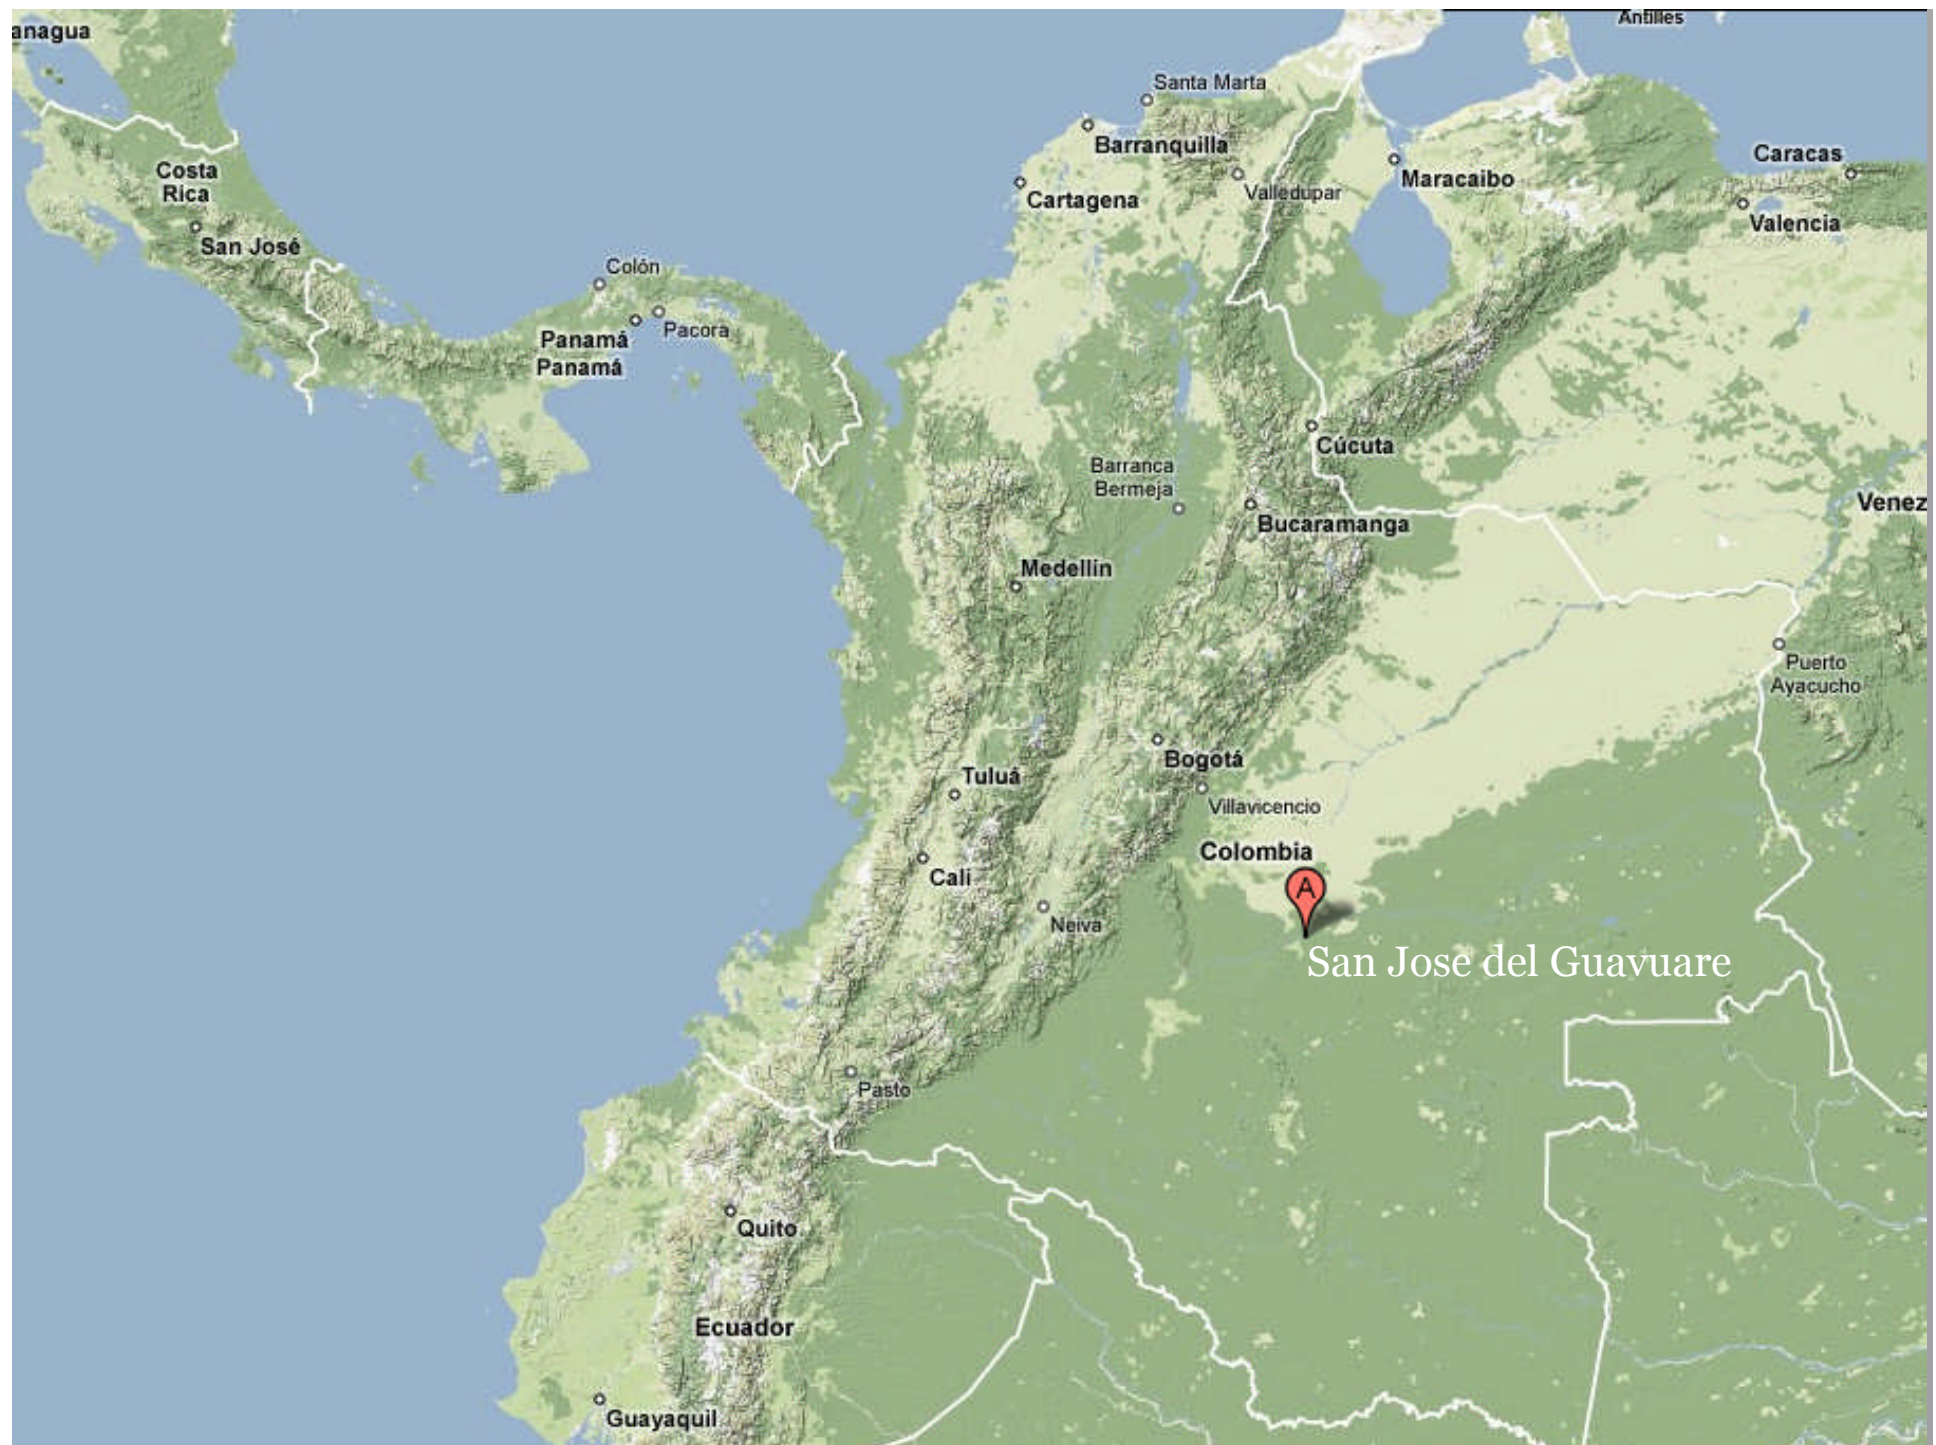 anagua
Antilles
Santa Marta
Barranquilla
Caracas
Costa
Rica
Maracaibo
Valledupar
Cartagena
Valencia
San José
Colón
Pacora
Panamá
Panamá
Cúcuta
Barranca
Bermeja
Venez
Bucaramanga
Medellín
Puerto
Ayacucho
Bogotá
Tuluá
Villavicencio
Colombia
Cali
A
Neiva
San Jose del Guavuare
Pasto
Quito
Ecuador
Guayaquil